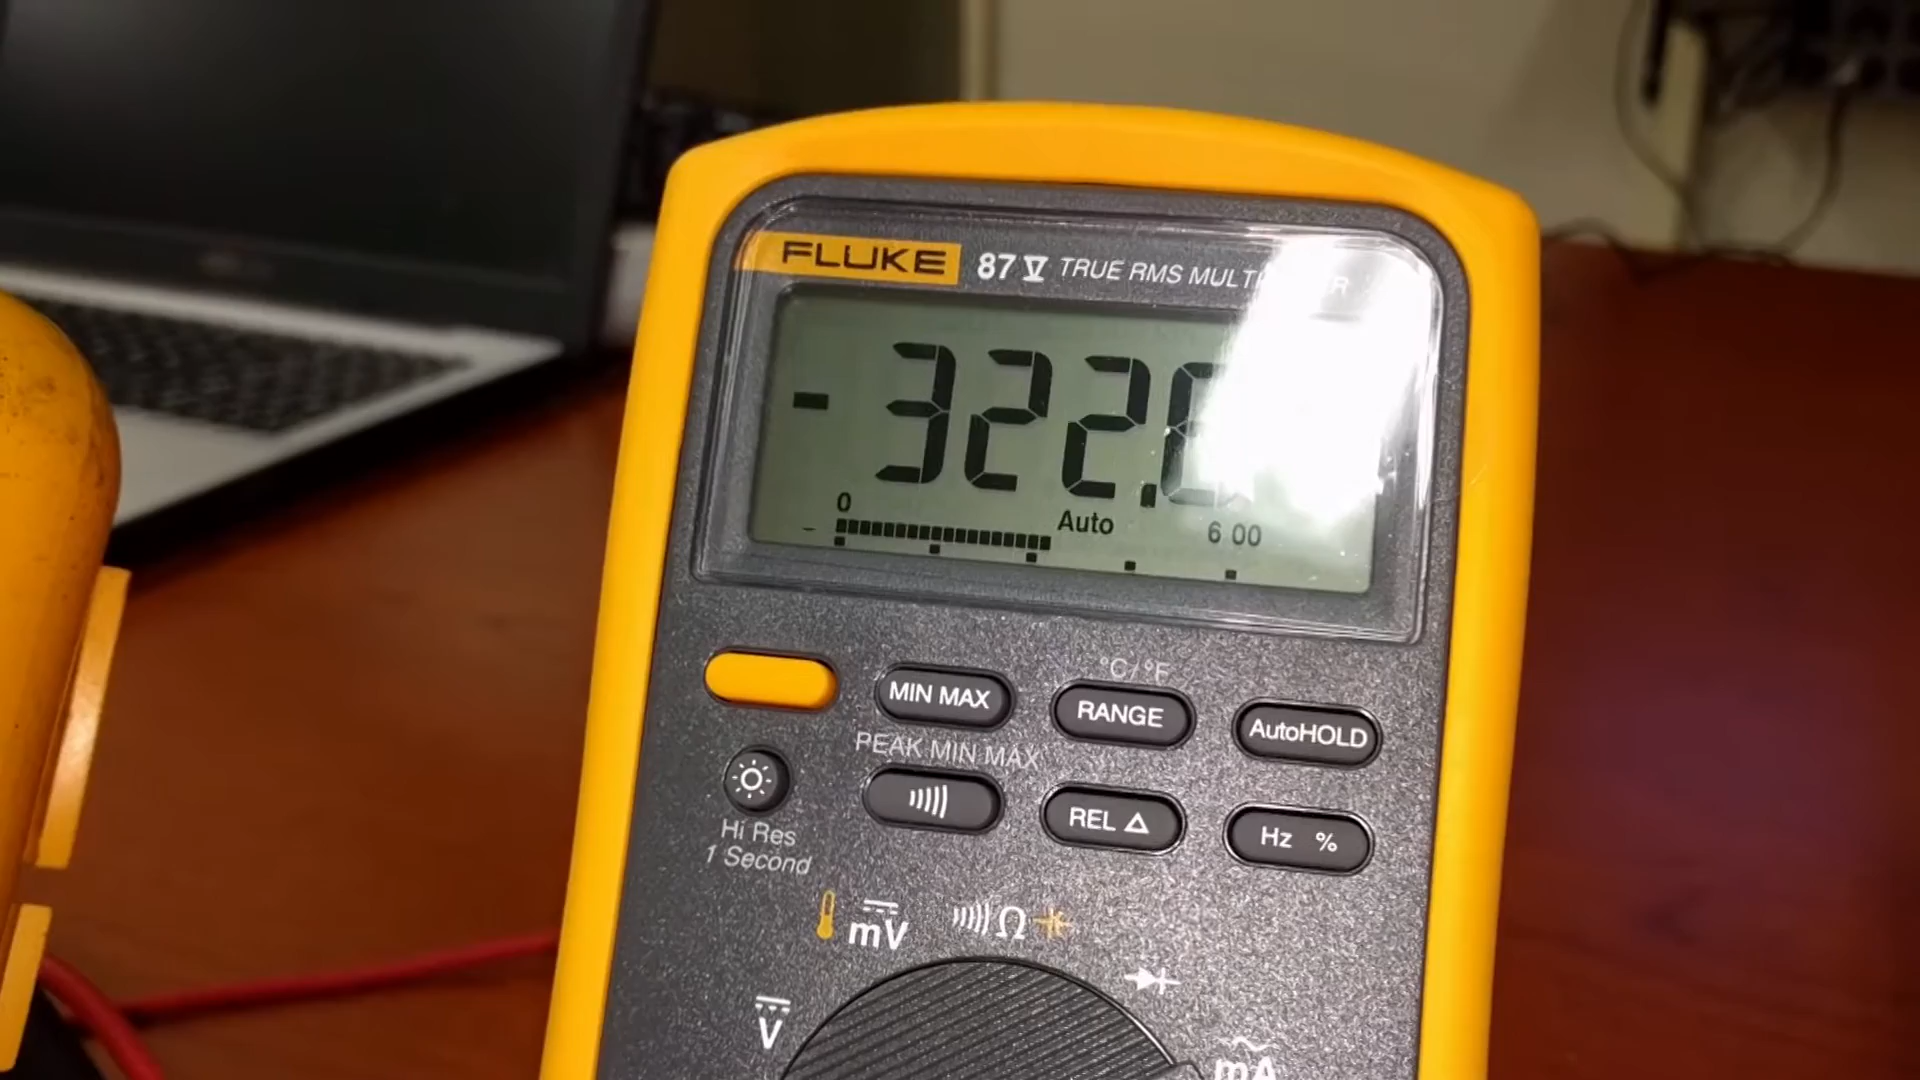 FLUKE 87 V TRUE RMS
-322.
0 Auto 6 00
°C/°F
MIN MAX RANGE AutoHOLD
PEAK MIN MAX
REL Δ Hz %
Hi Res
1 Second
mV Ω
V mA